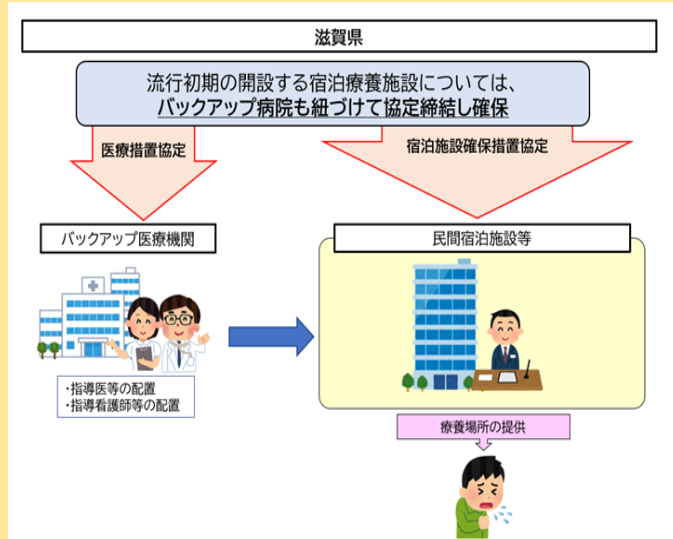 滋賀県
流行初期の開設する宿泊療養施設については、
バックアップ病院も紐づけて協定締結し確保
医療措置協定
宿泊施設確保措置協定
バックアップ医療機関
民間宿泊施設等
・指導医等の配置
・指導看護師等の配置
療養場所の提供